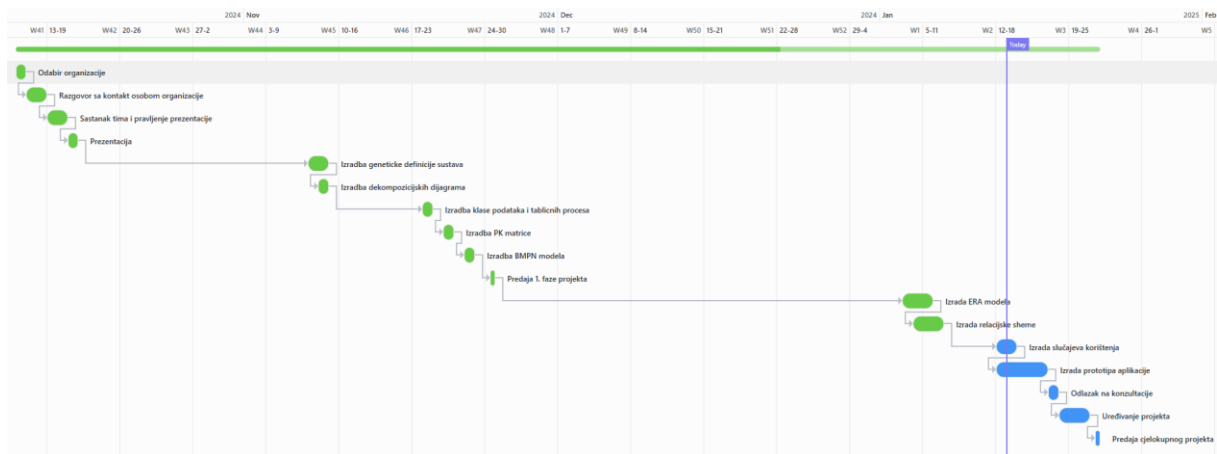 2024 Nov 2024 Dec 2024 Jan 2025 Feb
W41 13-19 W42 20-26 W43 27-2 W44 3-9 W45 10-16 W46 17-23 W47 24-30 W48 1-7 W49 8-14 W50 15-21 W51 22-28 W52 29-4 W1 5-11 W2 12-18 W3 19-25 W4 26-1 W5
Today
Odabir organizacije
Razgovor sa kontakt osobom organizacije
Sastanak tima i pravljenje prezentacije
Prezentacija
Izradba geneticke definicije sustava
Izradba dekompozicijskih dijagrama
Izradba klase podataka i tablicnih procesa
Izradba PK matrice
Izradba BMPN modela
Predaja 1. faze projekta
Izrada ERA modela
Izrada relacijske sheme
Izrada slučajeva korištenja
Izrada prototipa aplikacije
Odlazak na konzultacije
Uređivanje projekta
Predaja cjelokupnog projekta